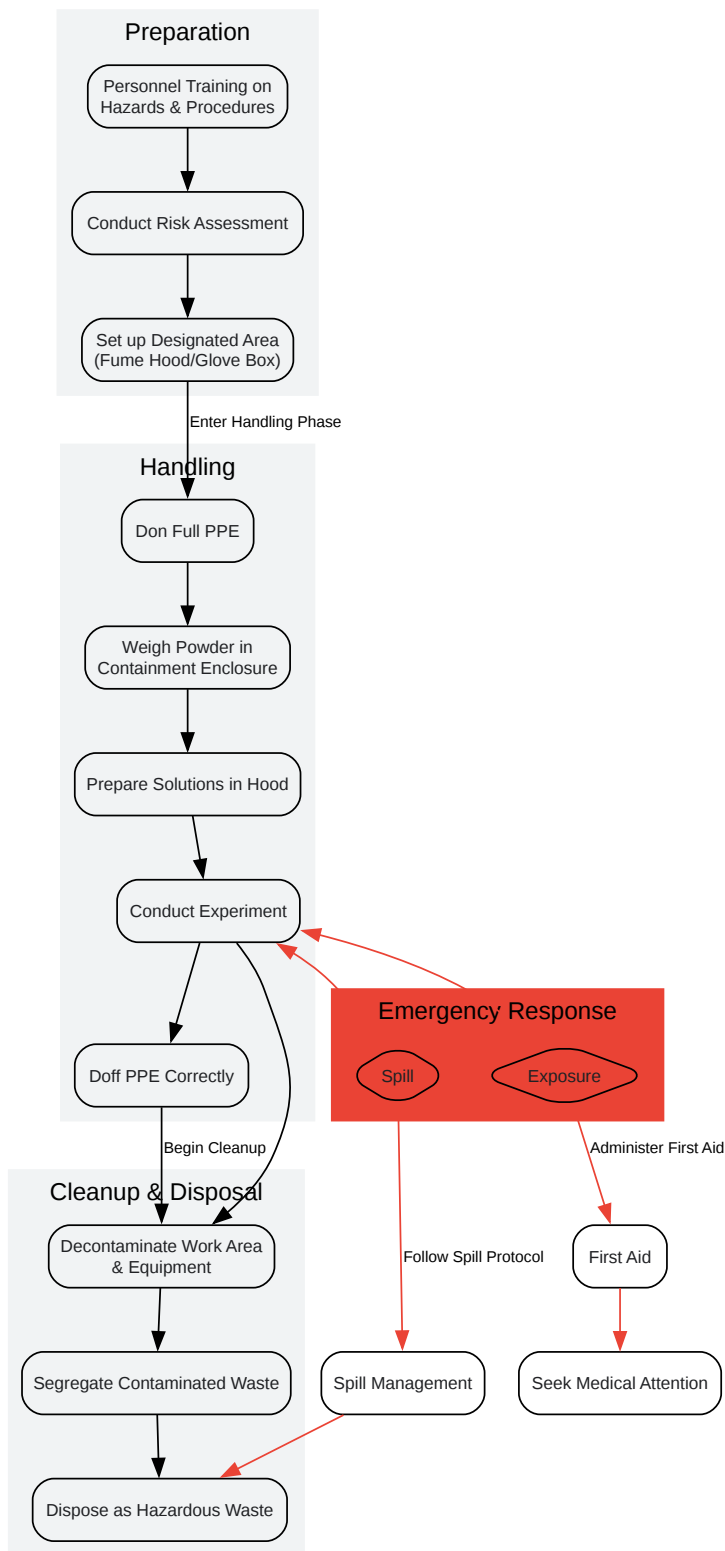 Preparation
Personnel Training on
Hazards & Procedures
Conduct Risk Assessment
Set up Designated Area
(Fume Hood/Glove Box)
Enter Handling Phase
Handling
Don Full PPE
Weigh Powder in
Containment Enclosure
Prepare Solutions in Hood
Conduct Experiment
Emergency Response
Spill
Exposure
Doff PPE Correctly
Begin Cleanup
Administer First Aid
Cleanup & Disposal
Decontaminate Work Area
& Equipment
Follow Spill Protocol
First Aid
Segregate Contaminated Waste
Spill Management
Seek Medical Attention
Dispose as Hazardous Waste